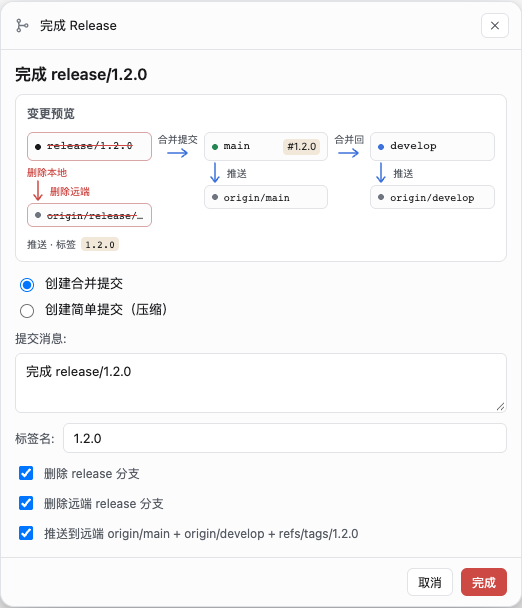 完成 Release
完成 release/1.2.0
变更预览
release/1.2.0 合并提交 main #1.2.0 合并回 develop
删除本地
删除远端 推送 推送
origin/release/… origin/main origin/develop
推送 · 标签 1.2.0
创建合并提交
创建简单提交（压缩）
提交消息:
完成 release/1.2.0
标签名: 1.2.0
删除 release 分支
删除远端 release 分支
推送到远端 origin/main + origin/develop + refs/tags/1.2.0
取消 完成